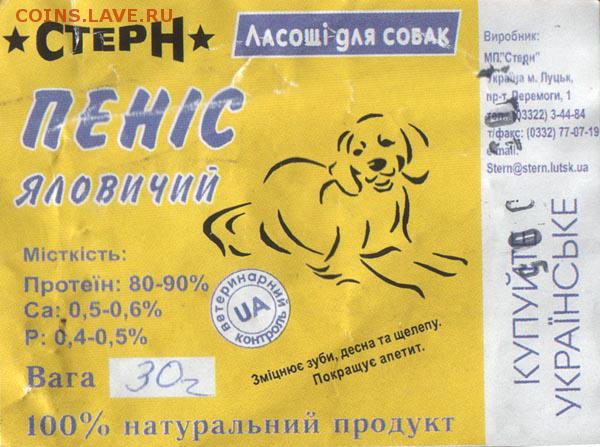 COINS.LAVE.RU
★СТЕРН★
Ласощі для собак
ПЕНІС
ЯЛОВИЧИЙ
Місткість:
Протеїн: 80-90%
Ca: 0,5-0,6%
P: 0,4-0,5%
Вага 30г
100% натуральний продукт
ветеринарний контроль
UA
Зміцнює зуби, десна та щелепу.
Покращує апетит.
Виробник:
МП."Стерн"
Україна м. Луцьк,
пр-т Перемоги, 1
тел: (03322) 3-44-84
т/факс: (0332) 77-07-19
Email:
Stern@stern.lutsk.ua
КУПУЙТЕ
УКРАЇНСЬКЕ